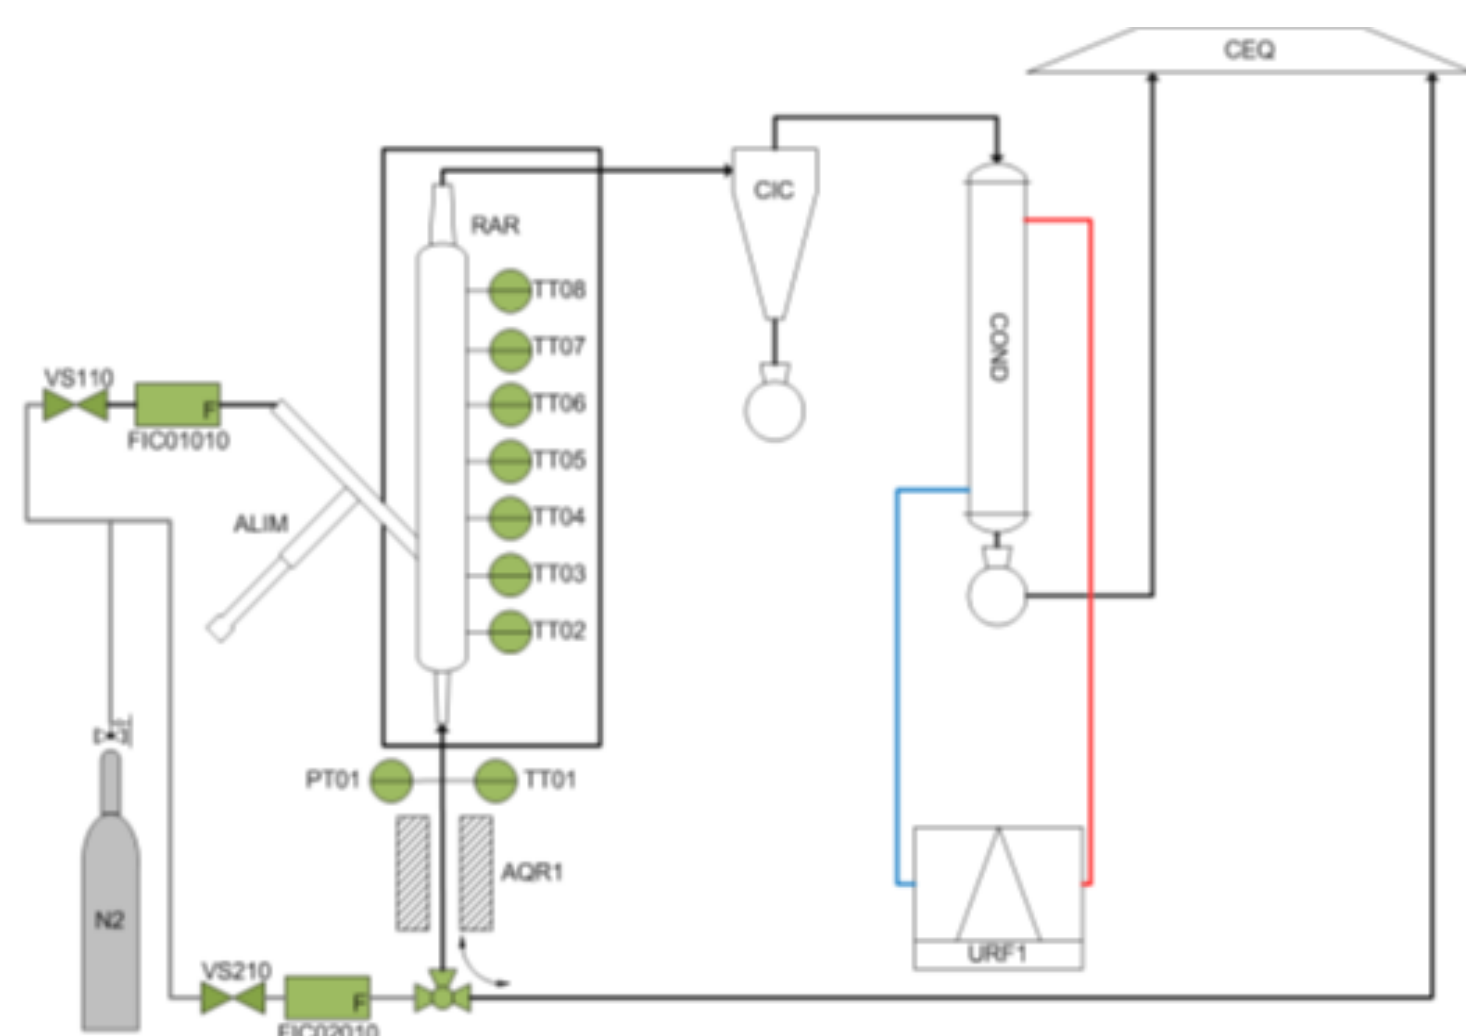 CEQ
CIC
RAR
TT08
TT07
TT06
TT05
TT04
TT03
TT02
COND
VS110
F
FIC01010
ALIM
PT01
TT01
AQR1
N2
URF1
VS210
F
FIC02010